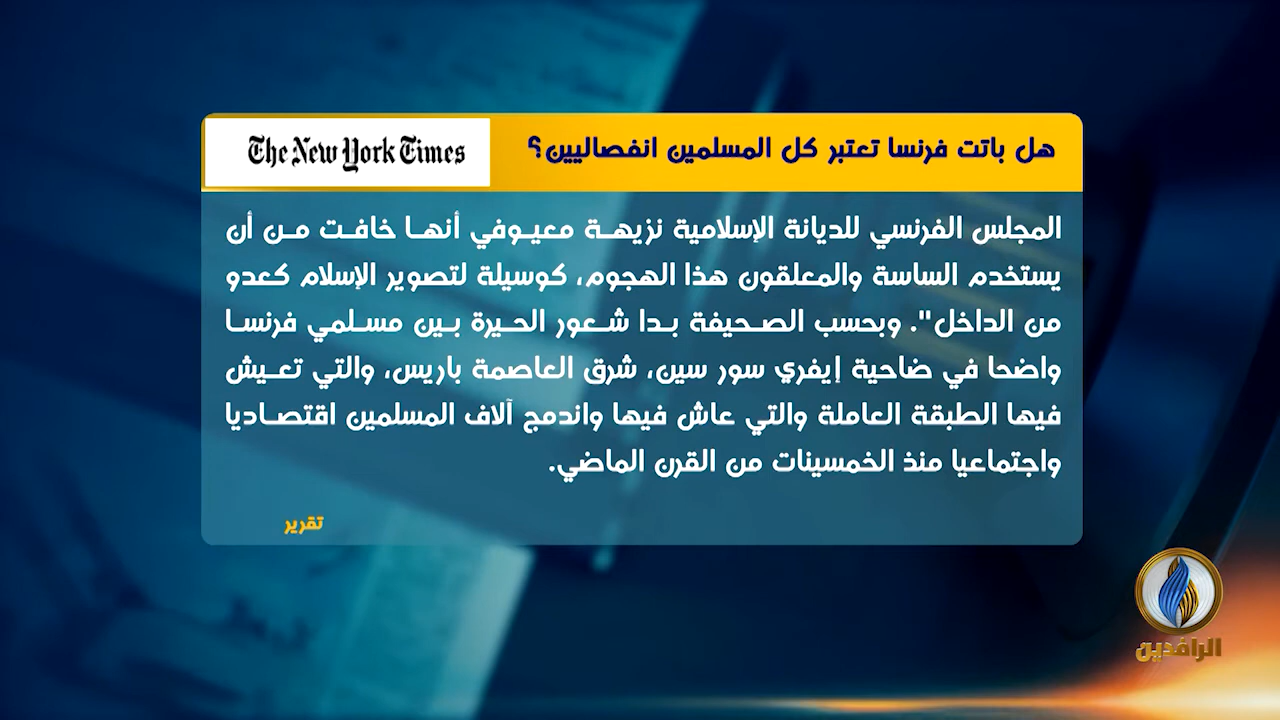 هل باتت فرنسا تعتبر كل المسلمين انفصاليين؟
The New York Times
المجلس الفرنسي للديانة الإسلامية نزيهة معيوفي أنها خافت من أن
يستخدم الساسة والمعلقون هذا الهجوم، كوسيلة لتصوير الإسلام كعدو
من الداخل". وبحسب الصحيفة بدا شعور الحيرة بين مسلمي فرنسا
واضحا في ضاحية إيفري سور سين، شرق العاصمة باريس، والتي تعيش
فيها الطبقة العاملة والتي عاش فيها واندمج آلاف المسلمين اقتصاديا
واجتماعيا منذ الخمسينات من القرن الماضي.
تقرير
الرافدين